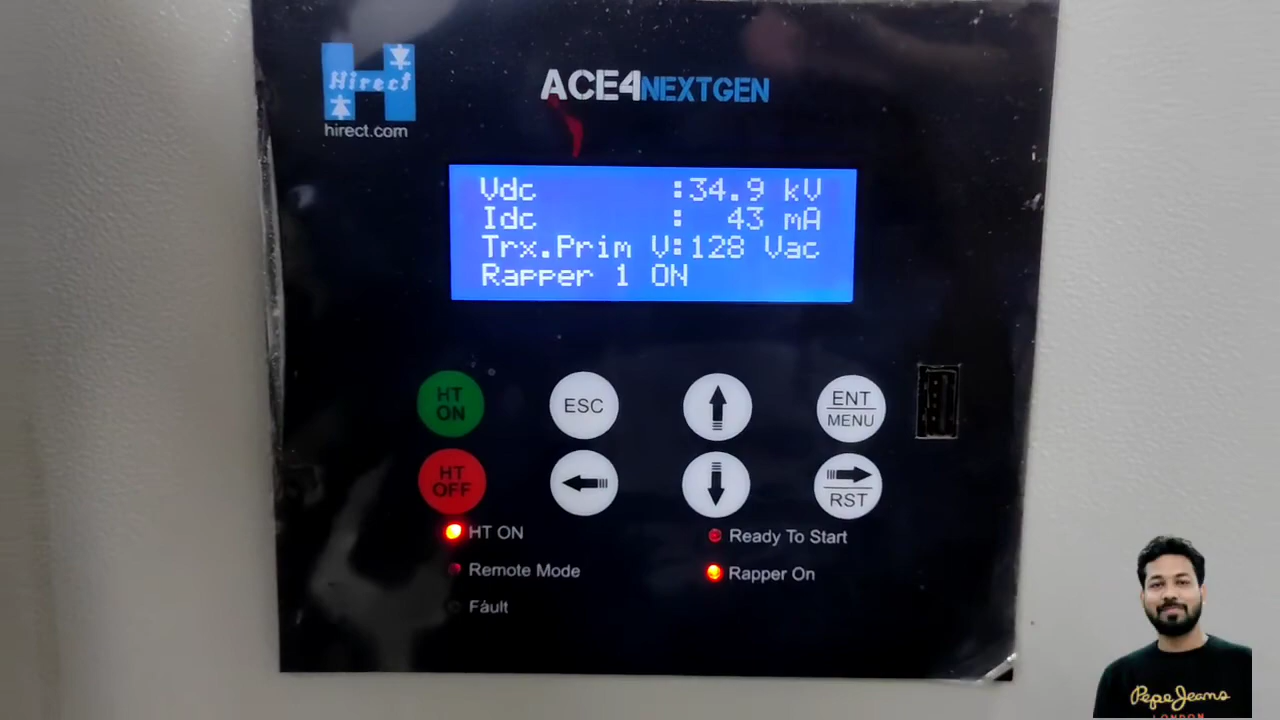 Hirect
hirect.com
ACE4NEXTGEN
Vdc :34.9 kV
Idc : 43 mA
Trx.Prim V:128 Vac
Rapper 1 ON
HT ON
ESC
ENT
MENU
HT OFF
RST
HT ON
Ready To Start
Remote Mode
Rapper On
Fault
Pepe Jeans
LONDON